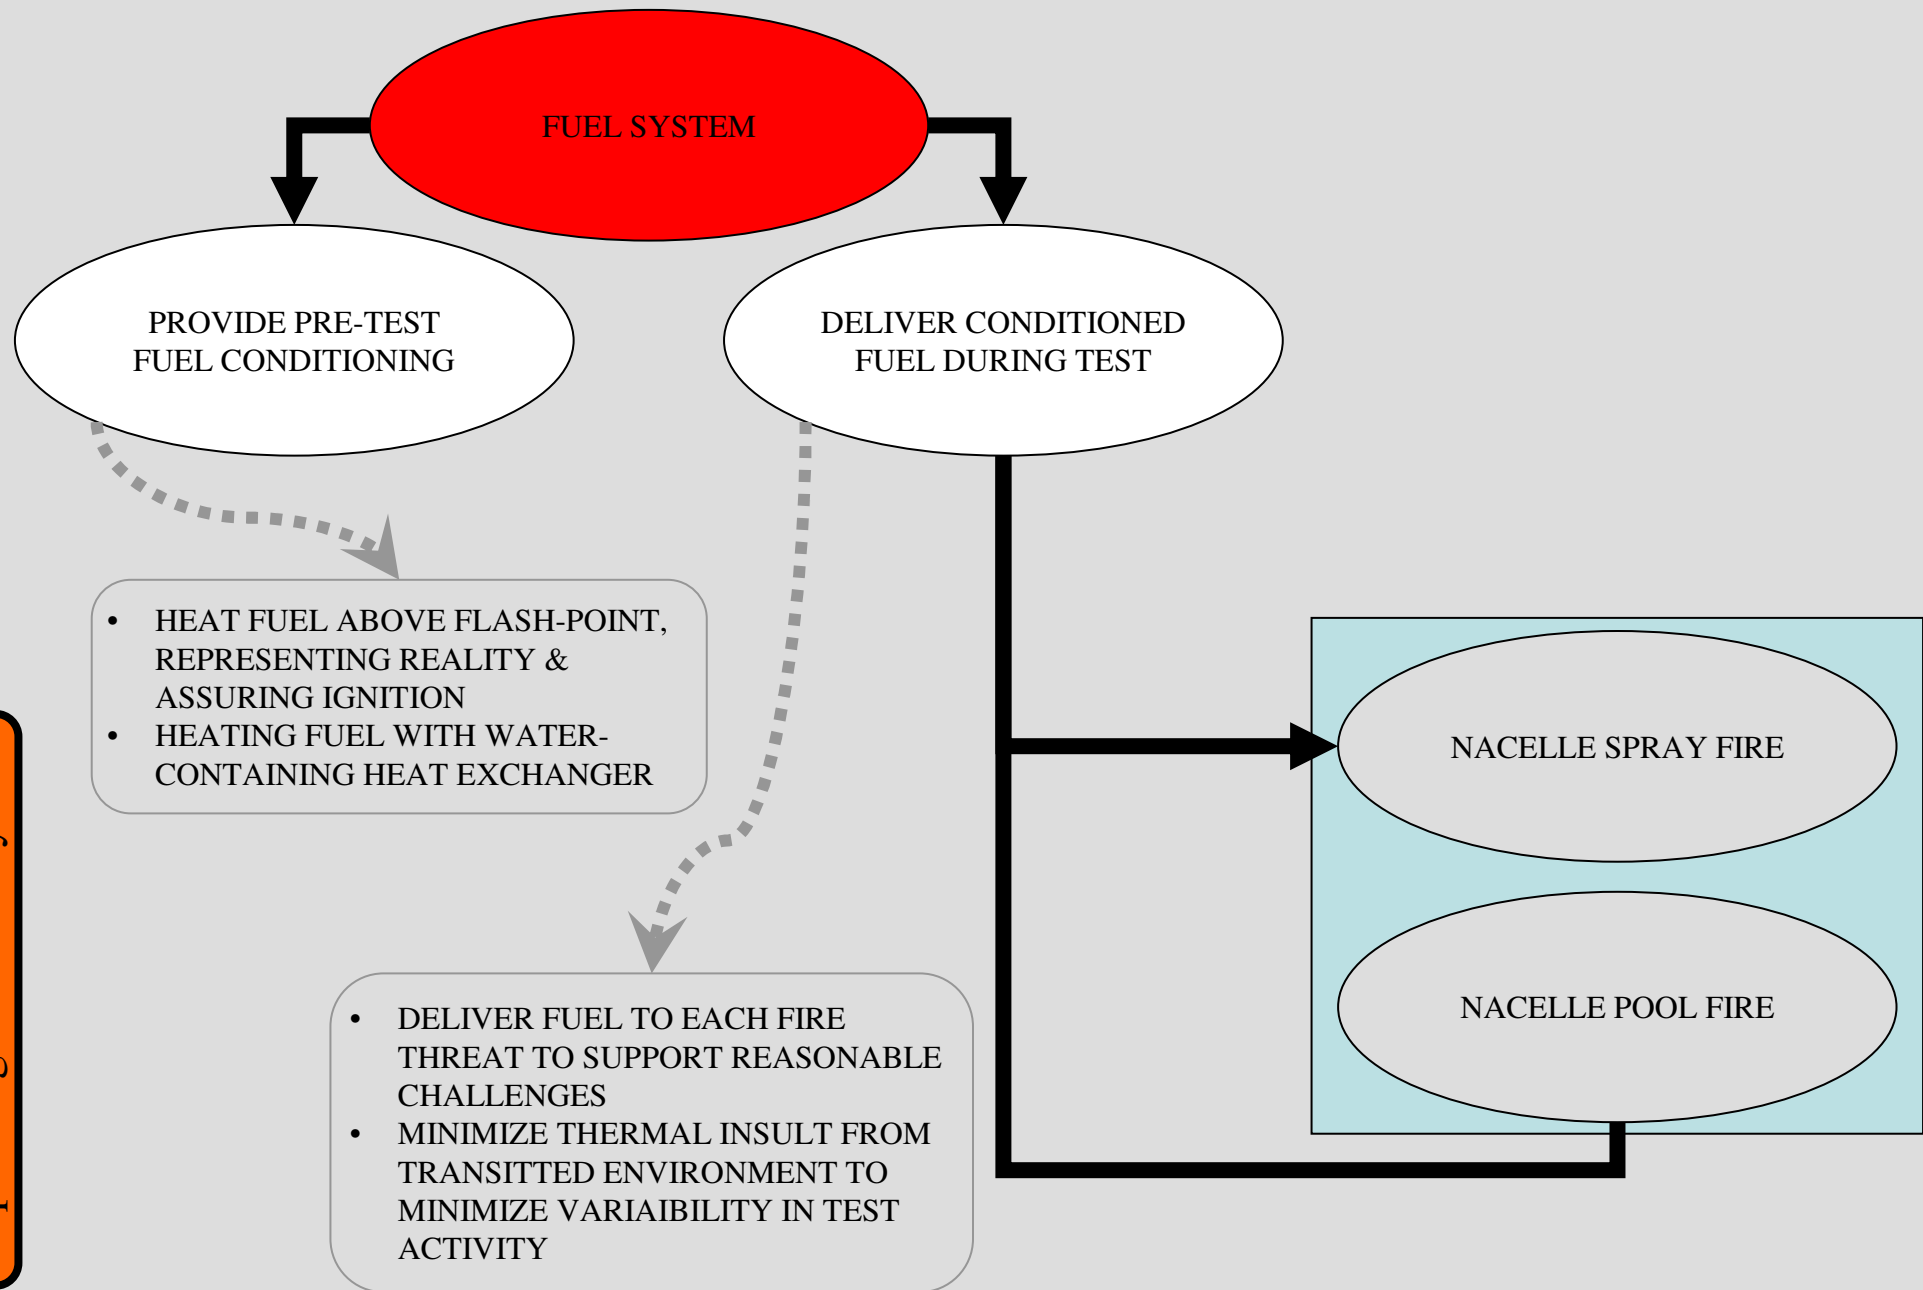 FUEL SYSTEM
PROVIDE PRE-TEST
FUEL CONDITIONING
DELIVER CONDITIONED
FUEL DURING TEST
• HEAT FUEL ABOVE FLASH-POINT,
REPRESENTING REALITY &
ASSURING IGNITION
• HEATING FUEL WITH WATER-
CONTAINING HEAT EXCHANGER
NACELLE SPRAY FIRE
NACELLE POOL FIRE
• DELIVER FUEL TO EACH FIRE
THREAT TO SUPPORT REASONABLE
CHALLENGES
• MINIMIZE THERMAL INSULT FROM
TRANSITTED ENVIRONMENT TO
MINIMIZE VARIAIBILITY IN TEST
ACTIVITY